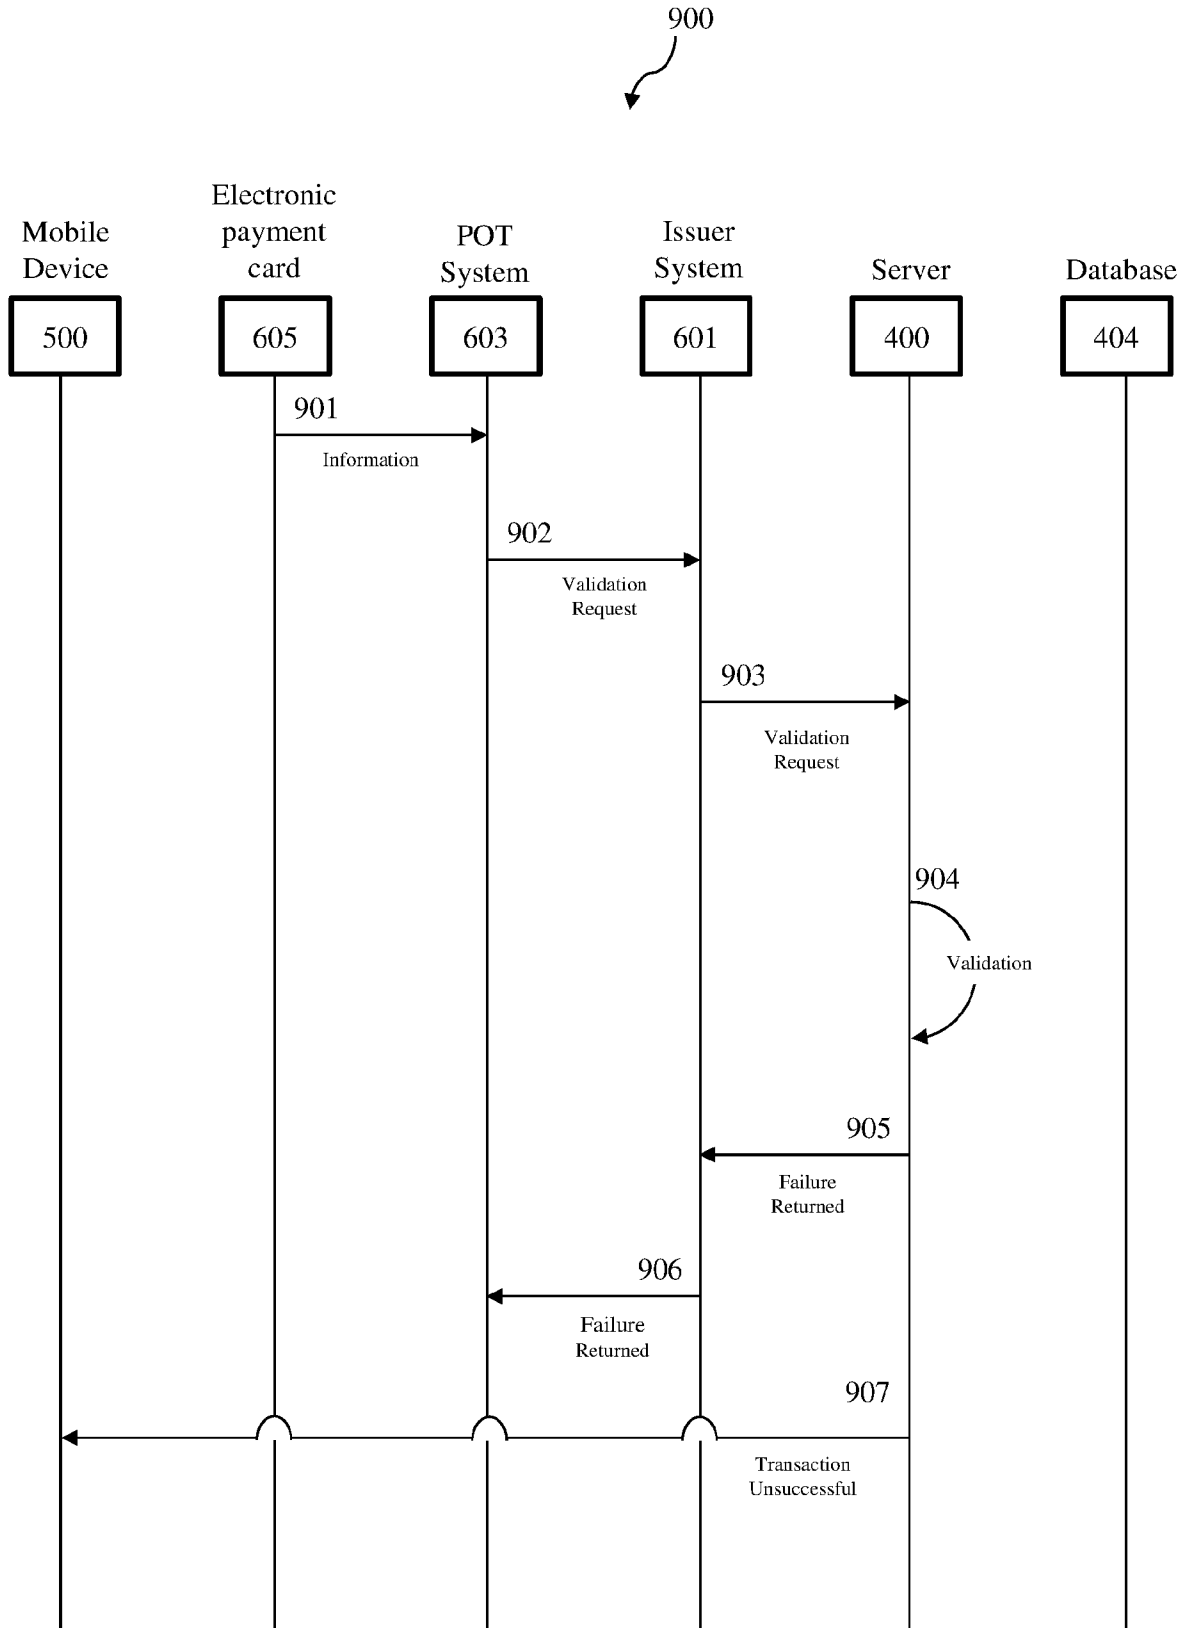 900
Mobile
Device
Electronic
payment
card
POT
System
Issuer
System
Server
Database
500
605
603
601
400
404
901
Information
902
Validation
Request
903
Validation
Request
904
Validation
905
Failure
Returned
906
Failure
Returned
907
Transaction
Unsuccessful